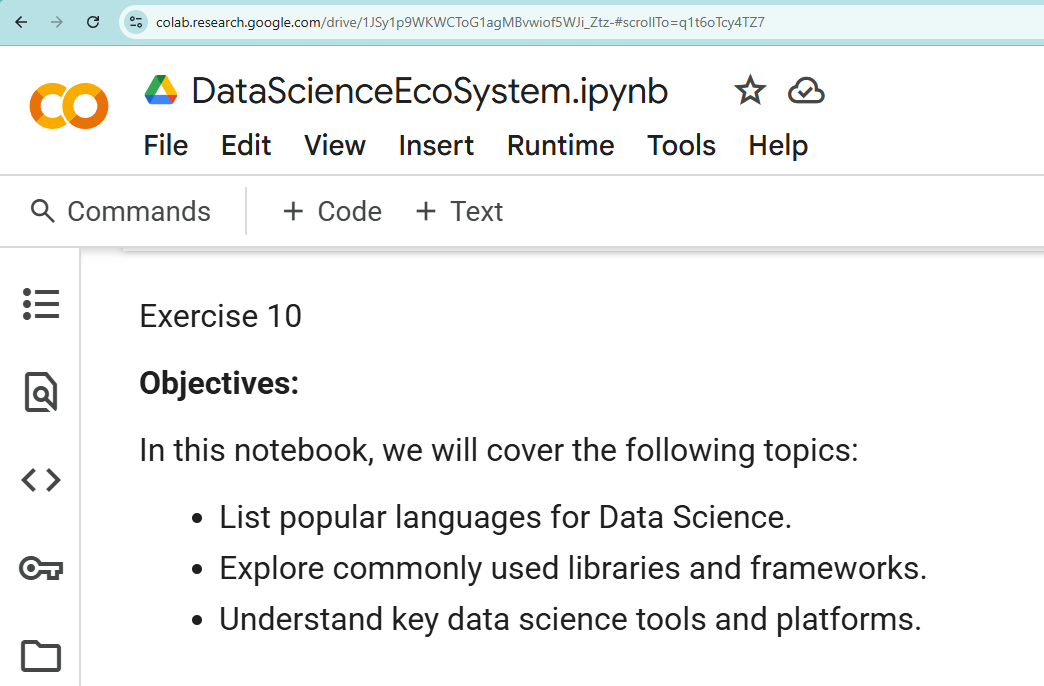 colab.research.google.com/drive/1JSy1p9WKWCToG1agMBvwiof5WJi_Ztz-#scrollTo=q1t6oTcy4TZ7
DataScienceEcoSystem.ipynb
File Edit View Insert Runtime Tools Help
Commands + Code + Text
Exercise 10
Objectives:
In this notebook, we will cover the following topics:
• List popular languages for Data Science.
• Explore commonly used libraries and frameworks.
• Understand key data science tools and platforms.